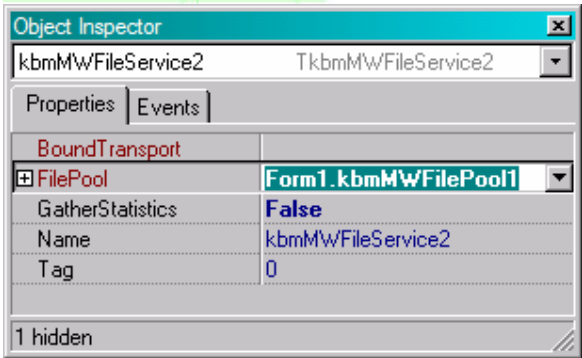 Object Inspector
kbmMWFileService2 TkbmMWFileService2
Properties Events
BoundTransport
FilePool Form1.kbmMWFilePool1
GatherStatistics False
Name kbmMWFileService2
Tag 0
1 hidden